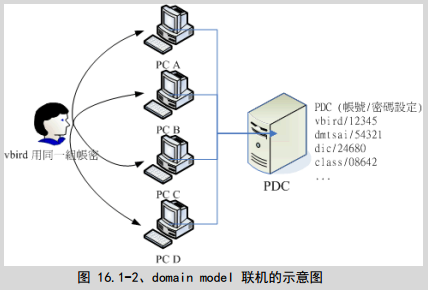 PC A
PC B
PC C
PC D
vbird 用同一組帳密
PDC
PDC (帳號/密碼設定)
vbird/12345
dmtsai/54321
dic/24680
class/08642
...
图 16.1-2、domain model 联机的示意图